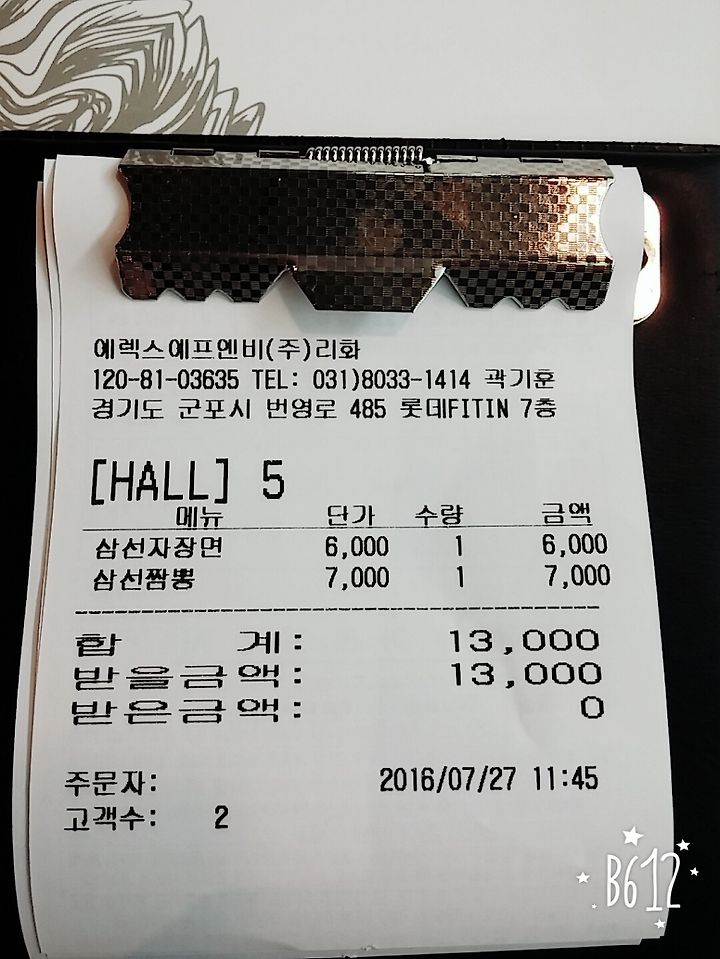 에렉스에프엔비(주)리화
120-81-03635 TEL: 031)8033-1414 곽기훈
경기도 군포시 번영로 485 롯데FITIN 7층
[HALL] 5
메뉴 단가 수량 금액
삼선자장면 6,000 1 6,000
삼선짬뽕 7,000 1 7,000
합 계: 13,000
받을금액: 13,000
받은금액: 0
주문자: 2016/07/27 11:45
고객수: 2
B612